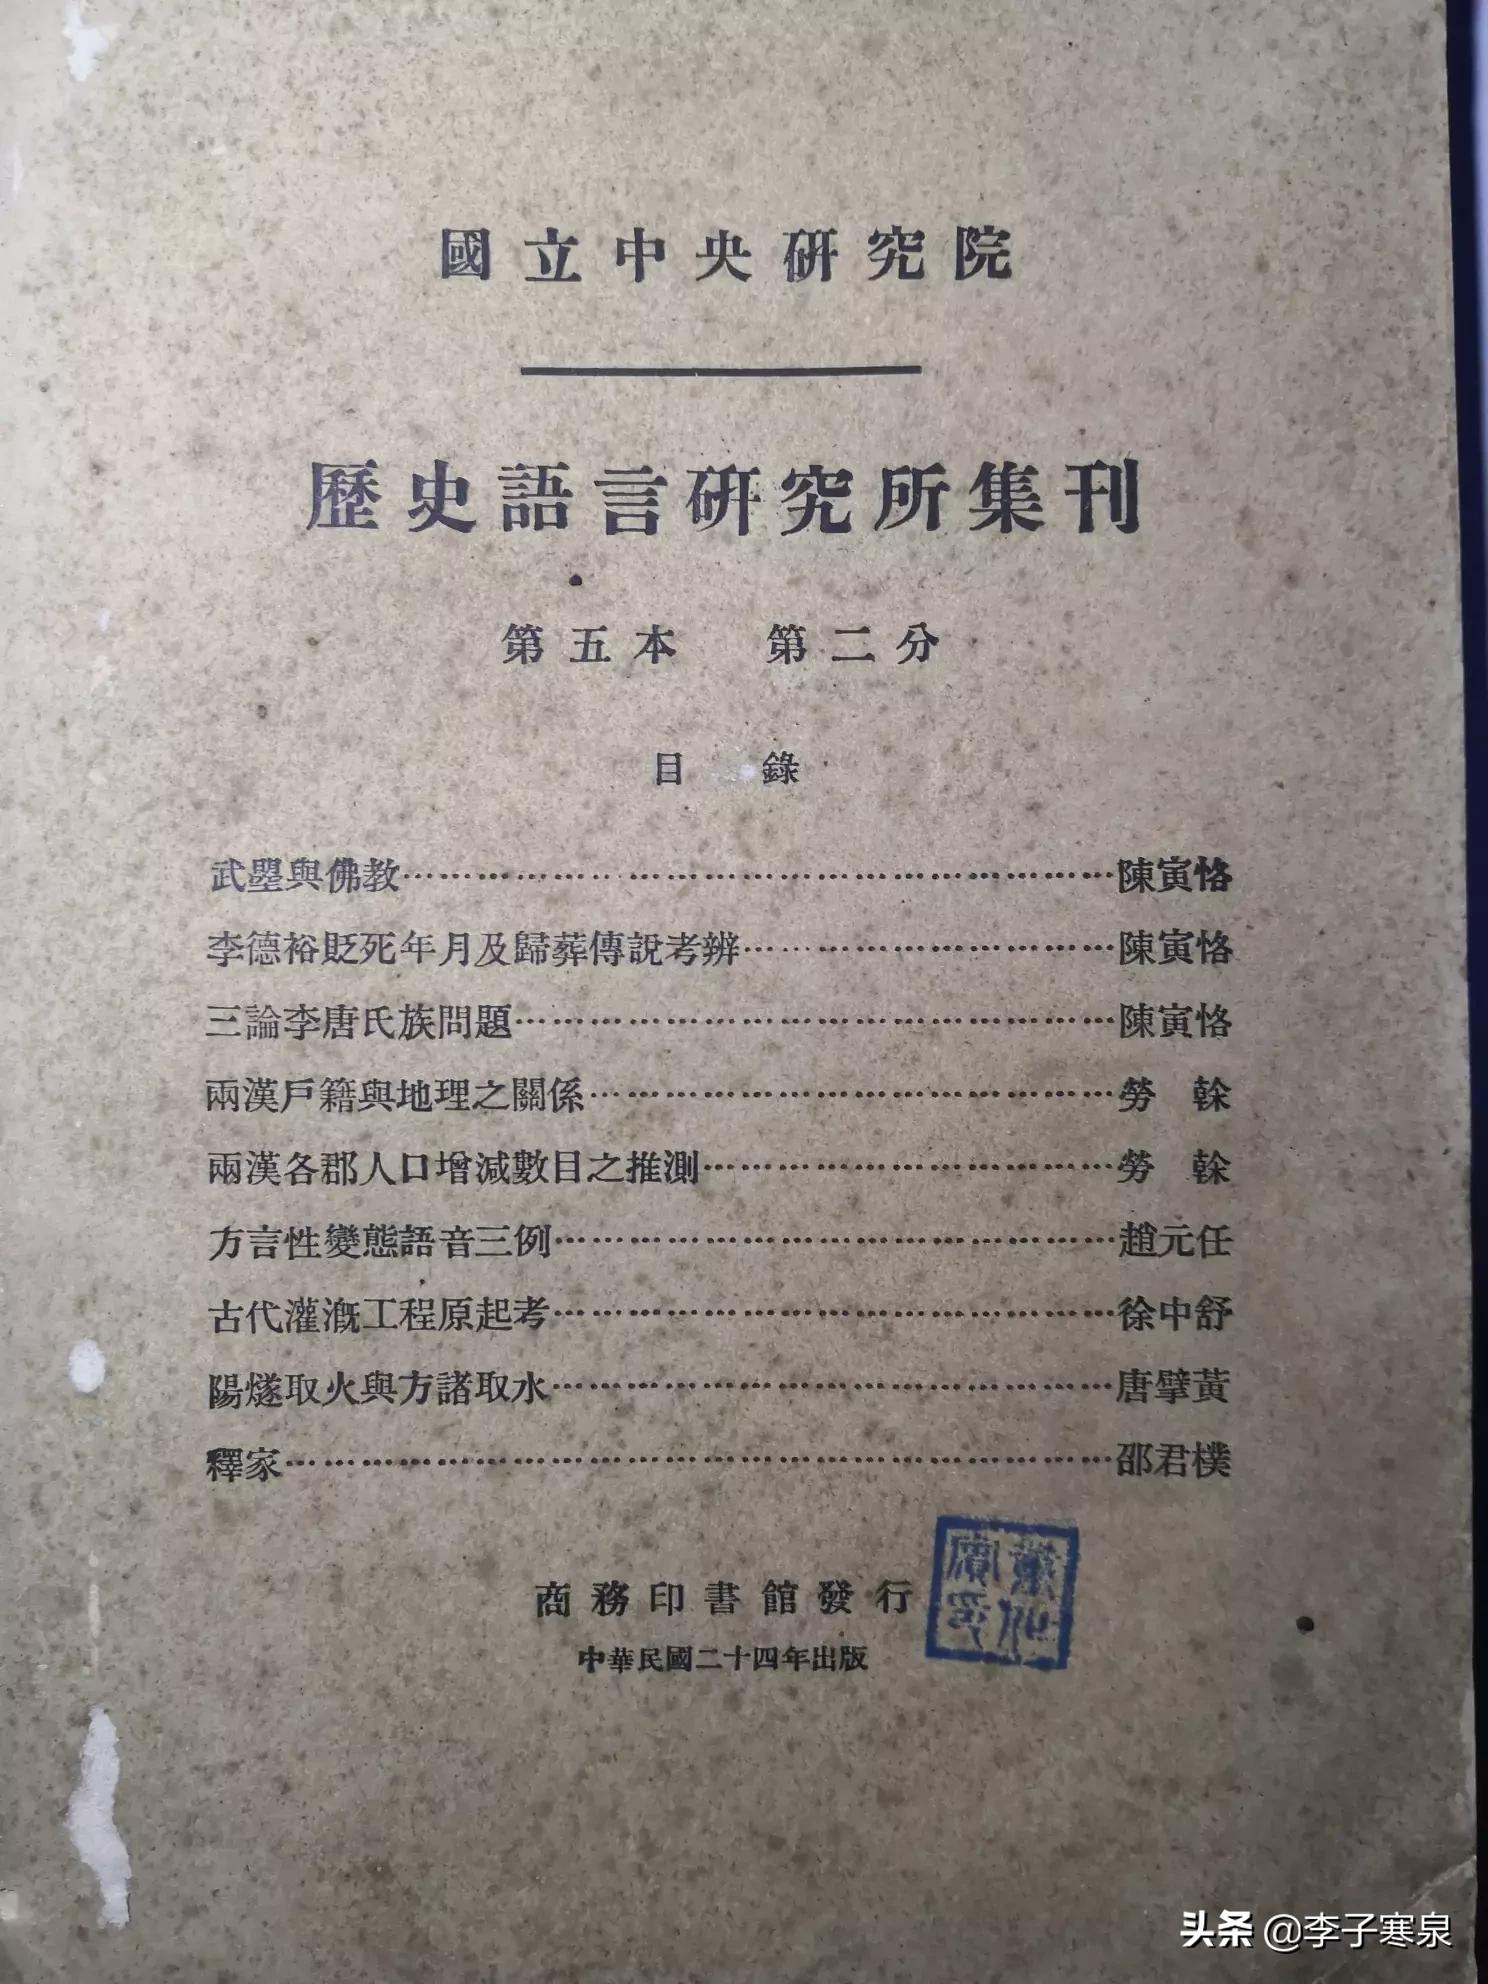 國立中央研究院
歷史語言研究所集刊
第五本 第二分
目錄
武曌與佛教……陳寅恪
李德裕貶死年月及歸葬傳說考辨……陳寅恪
三論李唐氏族問題……陳寅恪
兩漢戶籍與地理之關係……勞榦
兩漢各郡人口增減數目之推測……勞榦
方言性變態語音三例……趙元任
古代灌溉工程原起考……徐中舒
陽燧取火與方諸取水……唐擘黃
釋家……邵君樸
商務印書館發行
中華民國二十四年出版
头条 @李子寒泉